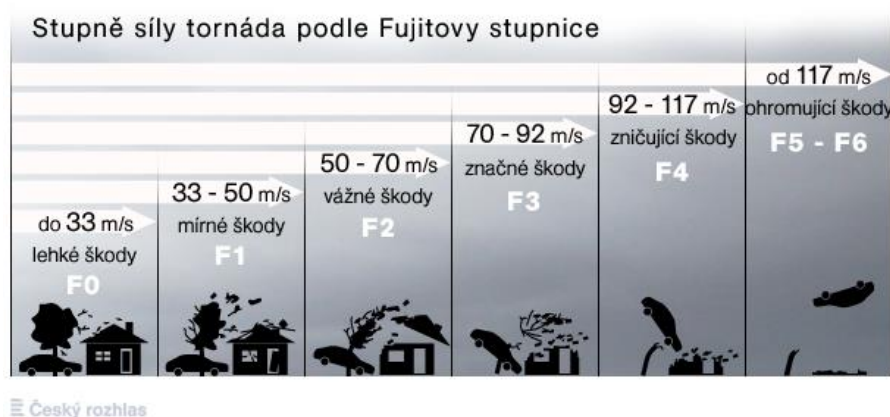 Stupně síly tornáda podle Fujitovy stupnice
do 33 m/s
lehké škody
F0
33 - 50 m/s
mírné škody
F1
50 - 70 m/s
vážné škody
F2
70 - 92 m/s
značné škody
F3
92 - 117 m/s
zničující škody
F4
od 117 m/s
ohromující škody
F5 - F6
Český rozhlas